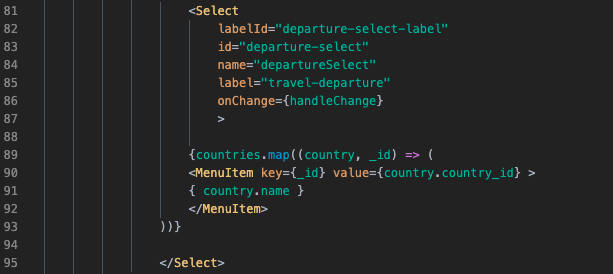 81 <Select
82 labelId="departure-select-label"
83 id="departure-select"
84 name="departureSelect"
85 label="travel-departure"
86 onChange={handleChange}
87 >
88
89 {countries.map((country, _id) => (
90 <MenuItem key={_id} value={country.country_id} >
91 { country.name }
92 </MenuItem>
93 ))}
94
95 </Select>